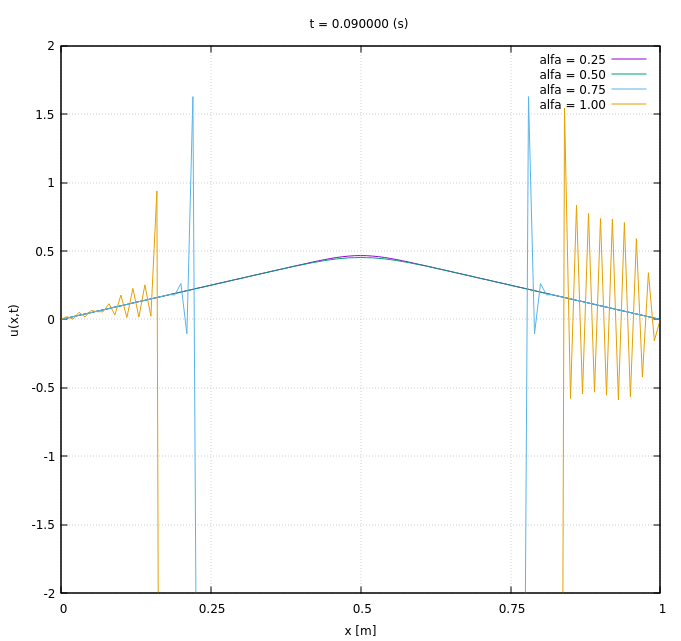 t = 0.090000 (s)
alfa = 0.25
alfa = 0.50
alfa = 0.75
alfa = 1.00
2
1.5
1
0.5
0
-0.5
-1
-1.5
-2
u(x,t)
0
0.25
0.5
0.75
1
x [m]